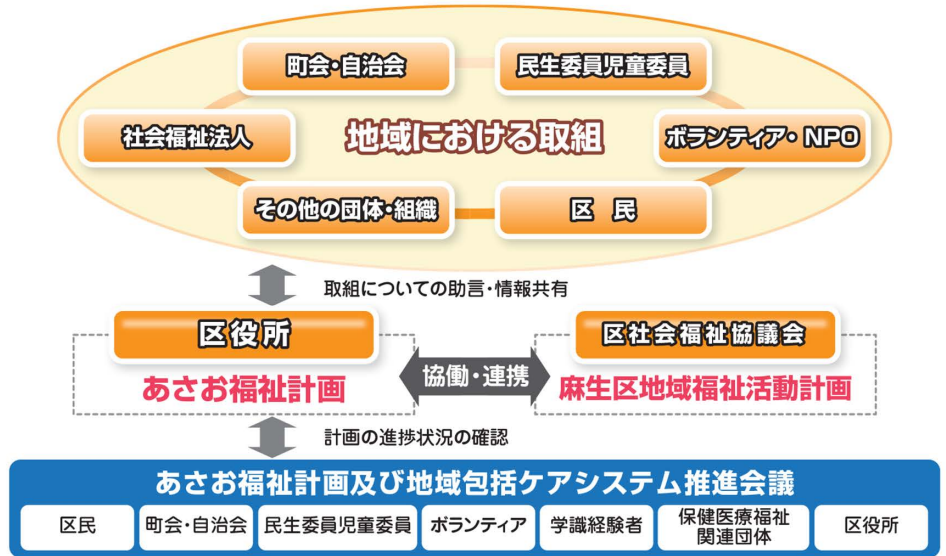 町会・自治会
民生委員児童委員
社会福祉法人
地域における取組
ボランティア・NPO
その他の団体・組織
区 民
取組についての助言・情報共有
区役所
あさお福祉計画
協働・連携
区社会福祉協議会
麻生区地域福祉活動計画
計画の進捗状況の確認
あさお福祉計画及び地域包括ケアシステム推進会議
区民
町会・自治会
民生委員児童委員
ボランティア
学識経験者
保健医療福祉
関連団体
区役所